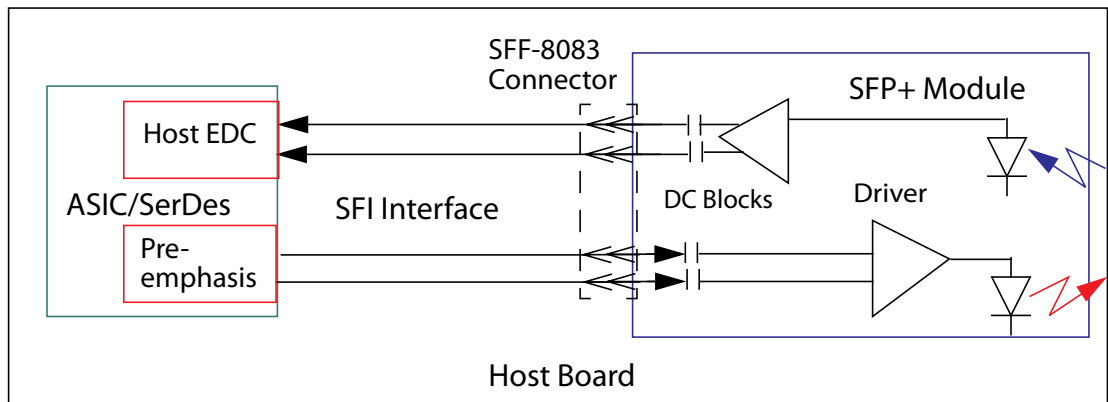 SFF-8083
Connector
SFP+ Module
Host EDC
ASIC/SerDes
SFI Interface
DC Blocks
Driver
Pre-
emphasis
Host Board